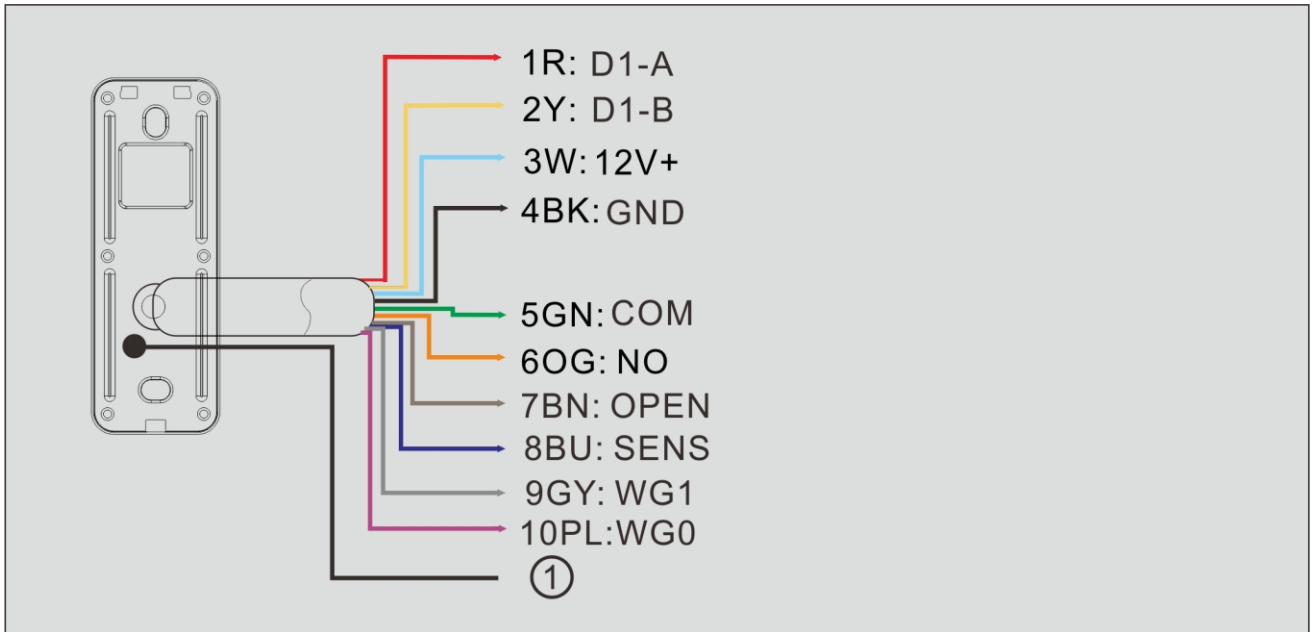 1R: D1-A
2Y: D1-B
3W: 12V+
4BK: GND
5GN: COM
6OG: NO
7BN: OPEN
8BU: SENS
9GY: WG1
10PL:WG0
①